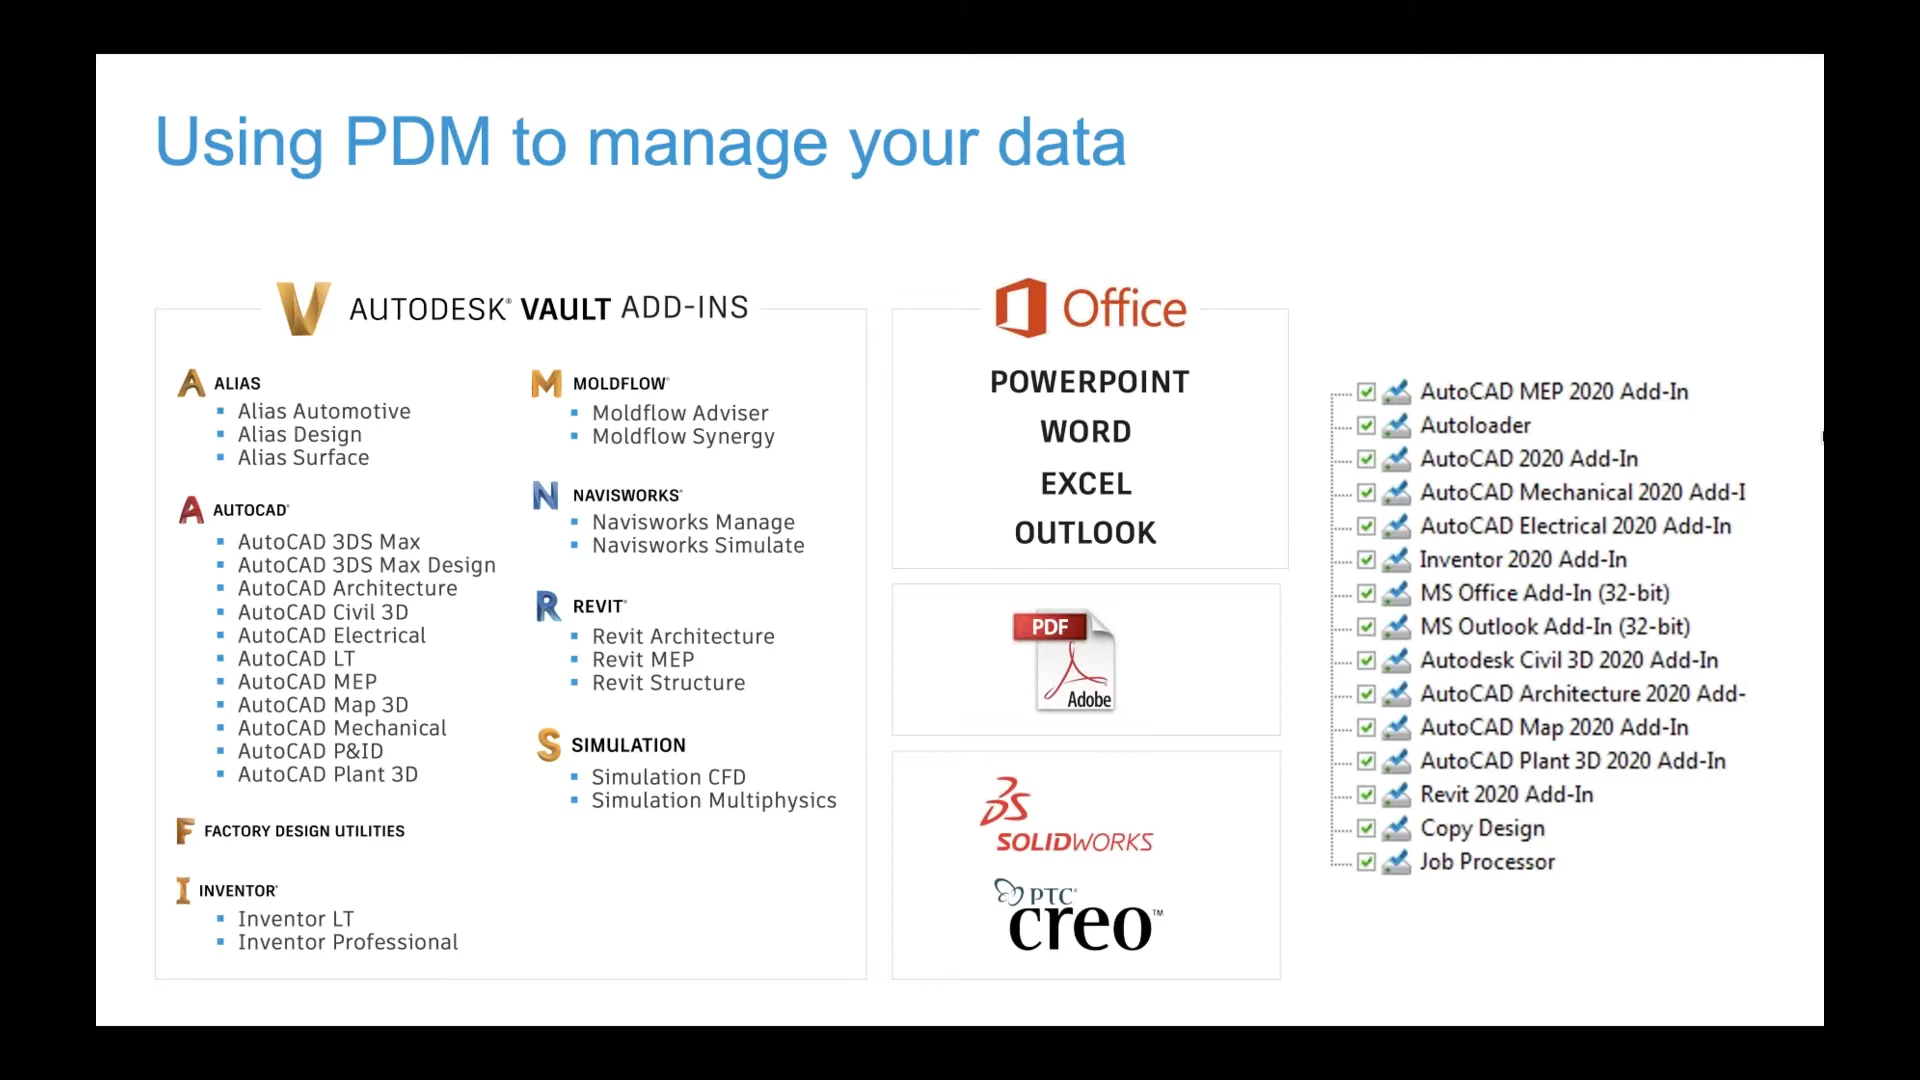 Using PDM to manage your data
AUTODESK® VAULT ADD-INS
ALIAS
Alias Automotive
Alias Design
Alias Surface
AUTOCAD®
AutoCAD 3DS Max
AutoCAD 3DS Max Design
AutoCAD Architecture
AutoCAD Civil 3D
AutoCAD Electrical
AutoCAD LT
AutoCAD MEP
AutoCAD Map 3D
AutoCAD Mechanical
AutoCAD P&ID
AutoCAD Plant 3D
FACTORY DESIGN UTILITIES
INVENTOR®
Inventor LT
Inventor Professional
MOLDFLOW®
Moldflow Adviser
Moldflow Synergy
NAVISWORKS®
Navisworks Manage
Navisworks Simulate
REVIT®
Revit Architecture
Revit MEP
Revit Structure
SIMULATION
Simulation CFD
Simulation Multiphysics
Office
POWERPOINT
WORD
EXCEL
OUTLOOK
PDF
Adobe
SOLIDWORKS
PTC®
creo™
AutoCAD MEP 2020 Add-In
Autoloader
AutoCAD 2020 Add-In
AutoCAD Mechanical 2020 Add-I
AutoCAD Electrical 2020 Add-In
Inventor 2020 Add-In
MS Office Add-In (32-bit)
MS Outlook Add-In (32-bit)
Autodesk Civil 3D 2020 Add-In
AutoCAD Architecture 2020 Add-
AutoCAD Map 2020 Add-In
AutoCAD Plant 3D 2020 Add-In
Revit 2020 Add-In
Copy Design
Job Processor